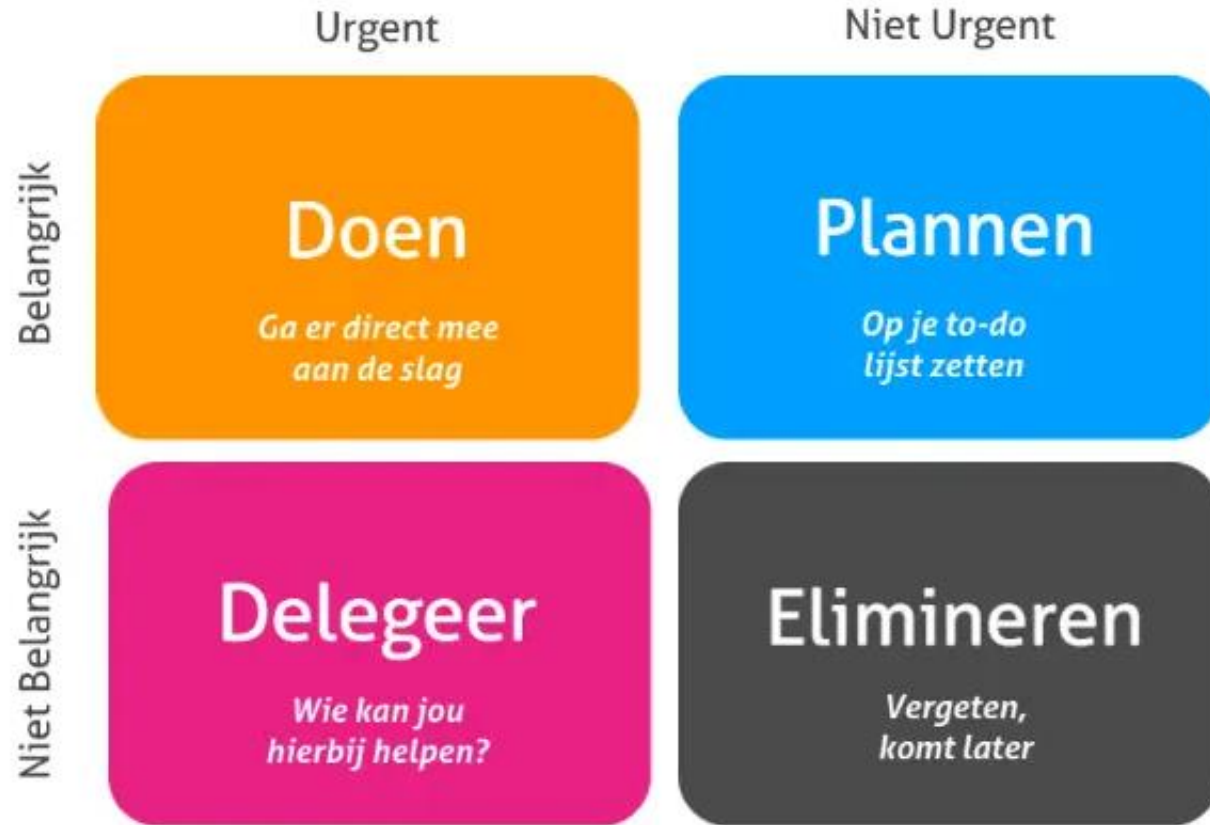 Urgent
Niet Urgent
Belangrijk
Doen
Ga er direct mee
aan de slag
Plannen
Op je to-do
lijst zetten
Niet Belangrijk
Delegeer
Wie kan jou
hierbij helpen?
Elimineren
Vergeten,
komt later